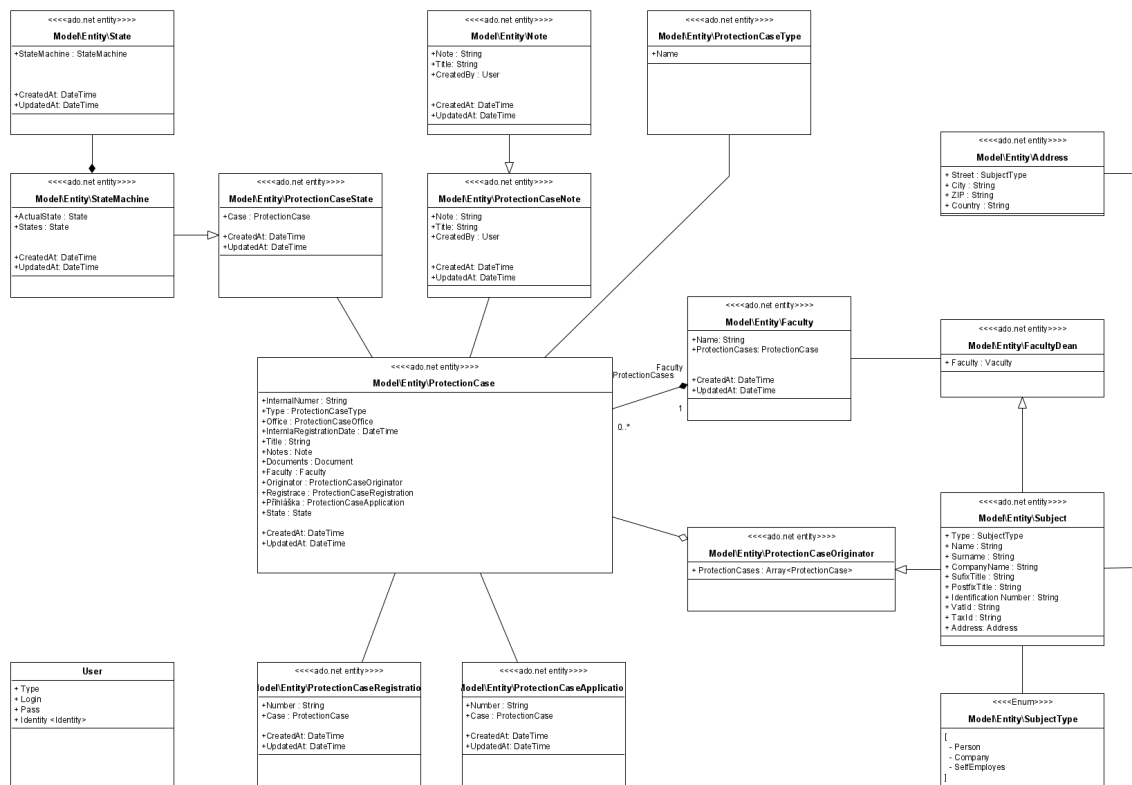 <<<<ado.net entity>>>>
Model\Entity\State
+StateMachine : StateMachine
+CreatedAt: DateTime
+UpdatedAt: DateTime
<<<<ado.net entity>>>>
Model\Entity\Note
+Note : String
+Title: String
+CreatedBy : User
+CreatedAt: DateTime
+UpdatedAt: DateTime
<<<<ado.net entity>>>>
Model\Entity\ProtectionCaseType
+Name
<<<<ado.net entity>>>>
Model\Entity\Address
+ Street : SubjectType
+ City : String
+ ZIP : String
+ Country : String
<<<<ado.net entity>>>>
Model\Entity\StateMachine
+ActualState : State
+States : State
+CreatedAt: DateTime
+UpdatedAt: DateTime
<<<<ado.net entity>>>>
Model\Entity\ProtectionCaseState
+Case : ProtectionCase
+CreatedAt: DateTime
+UpdatedAt: DateTime
<<<<ado.net entity>>>>
Model\Entity\ProtectionCaseNote
+Note : String
+Title: String
+CreatedBy : User
+CreatedAt: DateTime
+UpdatedAt: DateTime
<<<<ado.net entity>>>>
Model\Entity\Faculty
+Name: String
+ProtectionCases: ProtectionCase
+CreatedAt: DateTime
+UpdatedAt: DateTime
<<<<ado.net entity>>>>
Model\Entity\FacultyDean
+ Faculty : Vaculty
<<<<ado.net entity>>>>
Model\Entity\ProtectionCase
+InternalNumer : String
+Type : ProtectionCaseType
+Office : ProtectionCaseOffice
+InternlaRegistrationDate : DateTime
+Title : String
+Notes : Note
+Documents : Document
+Faculty : Faculty
+Originator : ProtectionCaseOriginator
+Registrace : ProtectionCaseRegistration
+Přihláška : ProtectionCaseApplication
+State : State
+CreatedAt: DateTime
+UpdatedAt: DateTime
Faculty
ProtectionCases
1
0..*
<<<<ado.net entity>>>>
Model\Entity\ProtectionCaseOriginator
+ ProtectionCases : Array<ProtectionCase>
<<<<ado.net entity>>>>
Model\Entity\Subject
+ Type : SubjectType
+ Name : String
+ Surname : String
+ CompanyName : String
+ SufixTitle : String
+ PostfixTitle : String
+ Identification Number : String
+ VatId : String
+ TaxId : String
+ Address: Address
User
+ Type
+ Login
+ Pass
+ Identity <Identity>
<<<<ado.net entity>>>>
lodel\Entity\ProtectionCaseRegistratio
+Number : String
+Case : ProtectionCase
+CreatedAt: DateTime
+UpdatedAt: DateTime
<<<<ado.net entity>>>>
lodel\Entity\ProtectionCaseApplicatio
+Number : String
+Case : ProtectionCase
+CreatedAt: DateTime
+UpdatedAt: DateTime
<<<<Enum>>>>
Model\Entity\SubjectType
[
- Person
- Company
- SelfEmployes
]